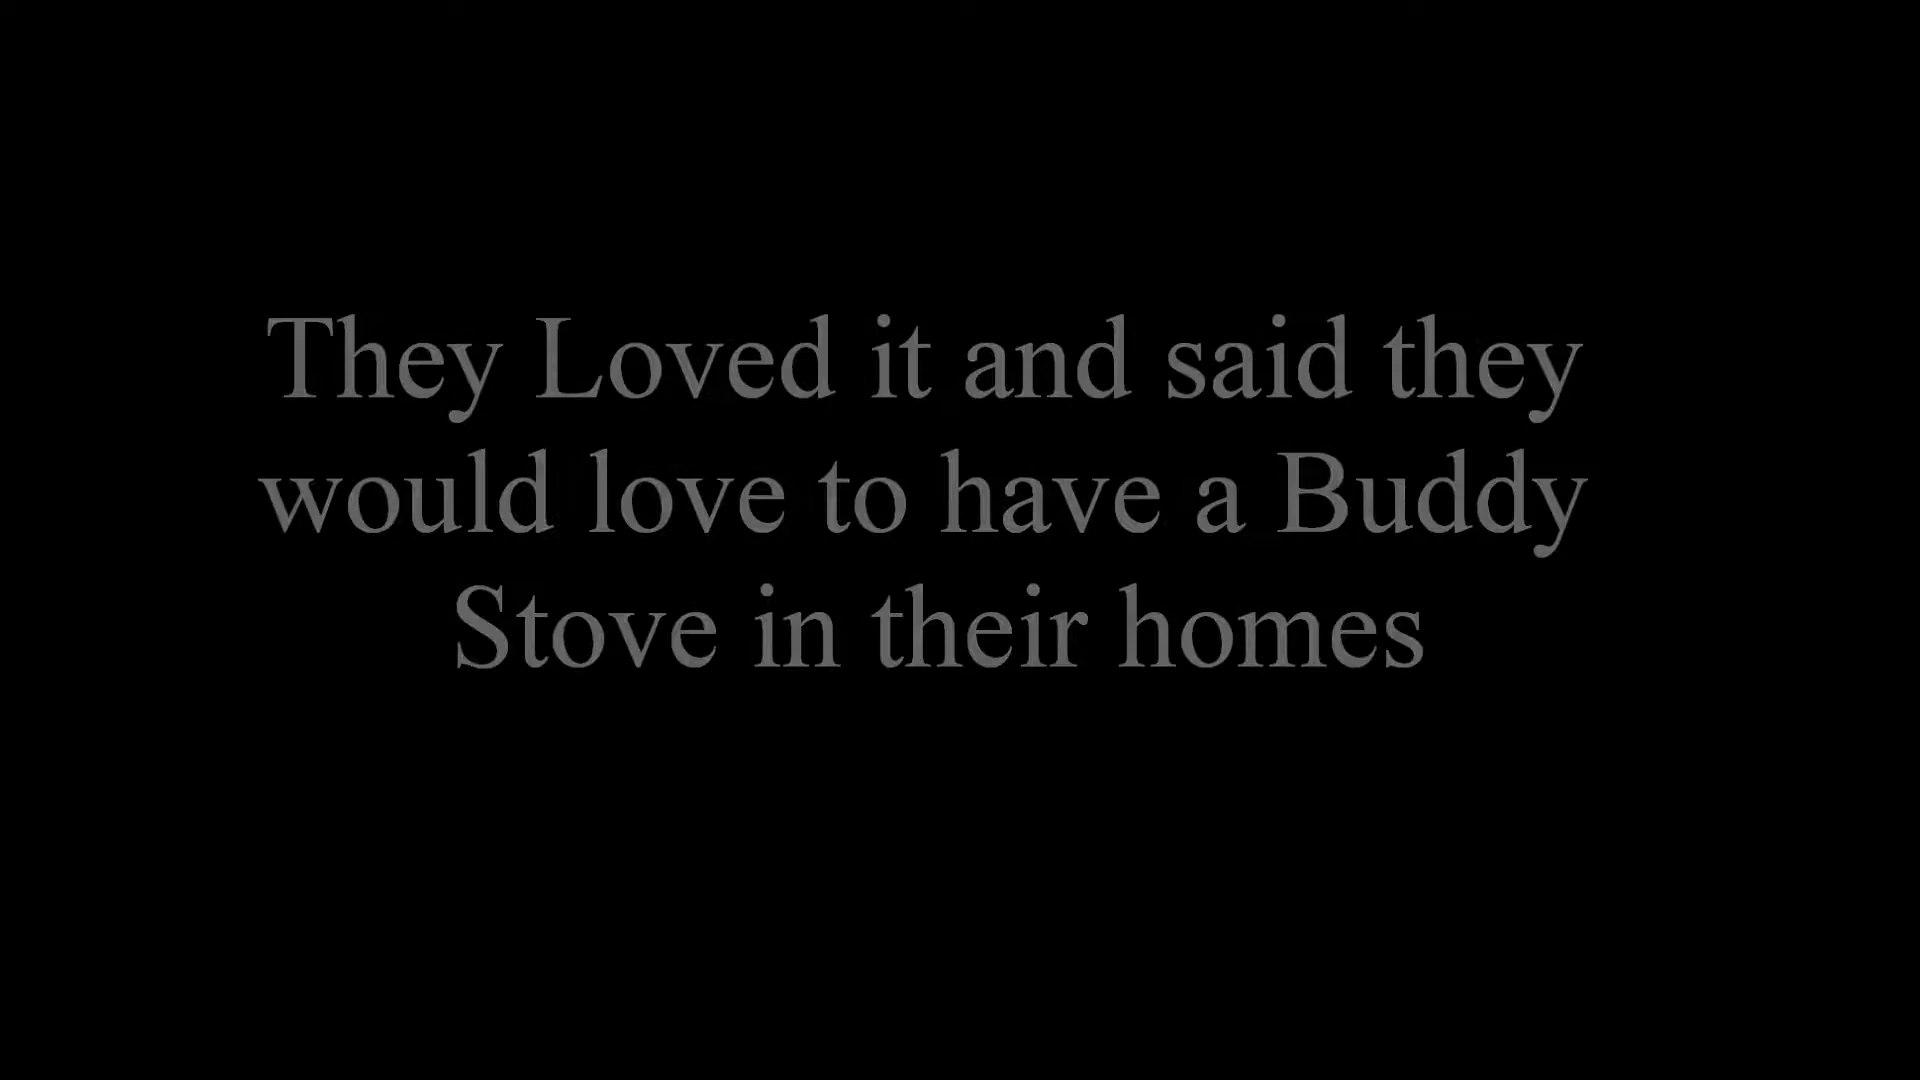 They Loved it and said they
would love to have a Buddy
Stove in their homes